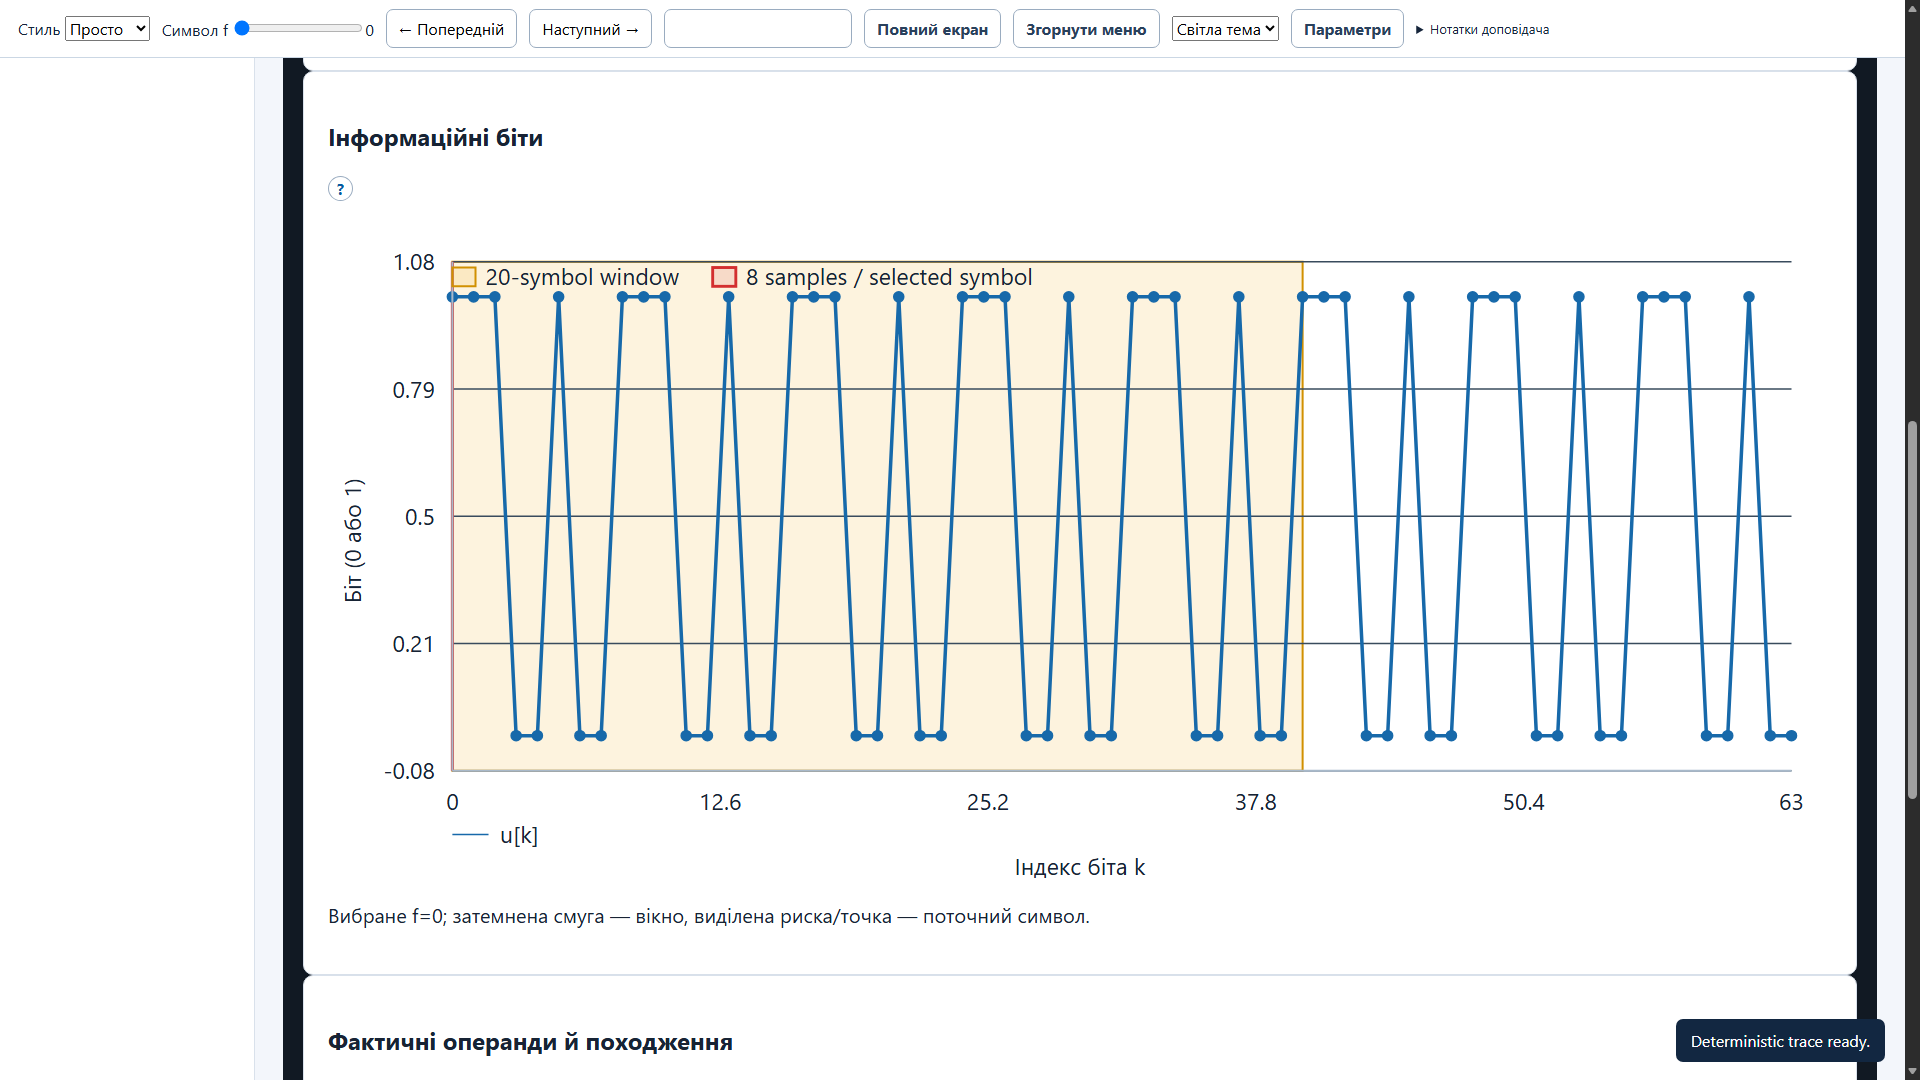 Стиль Просто Символ f 0 ← Попередній Наступний → Повний екран Згорнути меню Світла тема Параметри ▶ Нотатки доповідача
Інформаційні біти
?
20-symbol window 8 samples / selected symbol
1.08
0.79
0.5
0.21
-0.08
Біт (0 або 1)
0 12.6 25.2 37.8 50.4 63
u[k]
Індекс біта k
Вибране f=0; затемнена смуга — вікно, виділена риска/точка — поточний символ.
Фактичні операнди й походження
Deterministic trace ready.